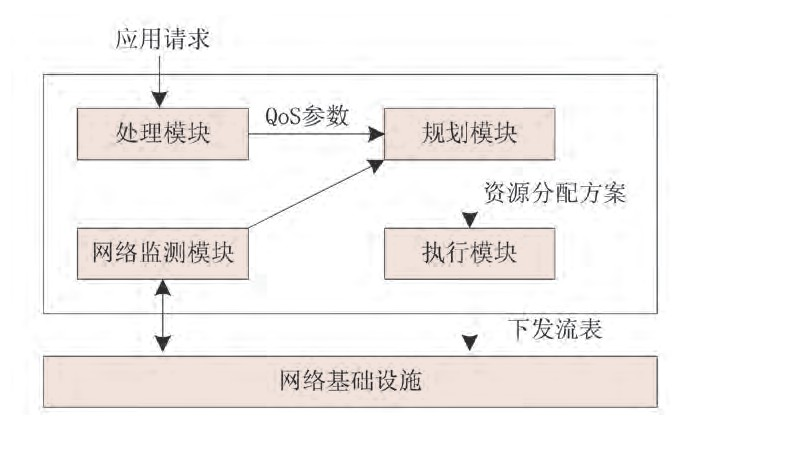 应用请求
处理模块
QoS参数
规划模块
资源分配方案
网络监测模块
执行模块
下发流表
网络基础设施